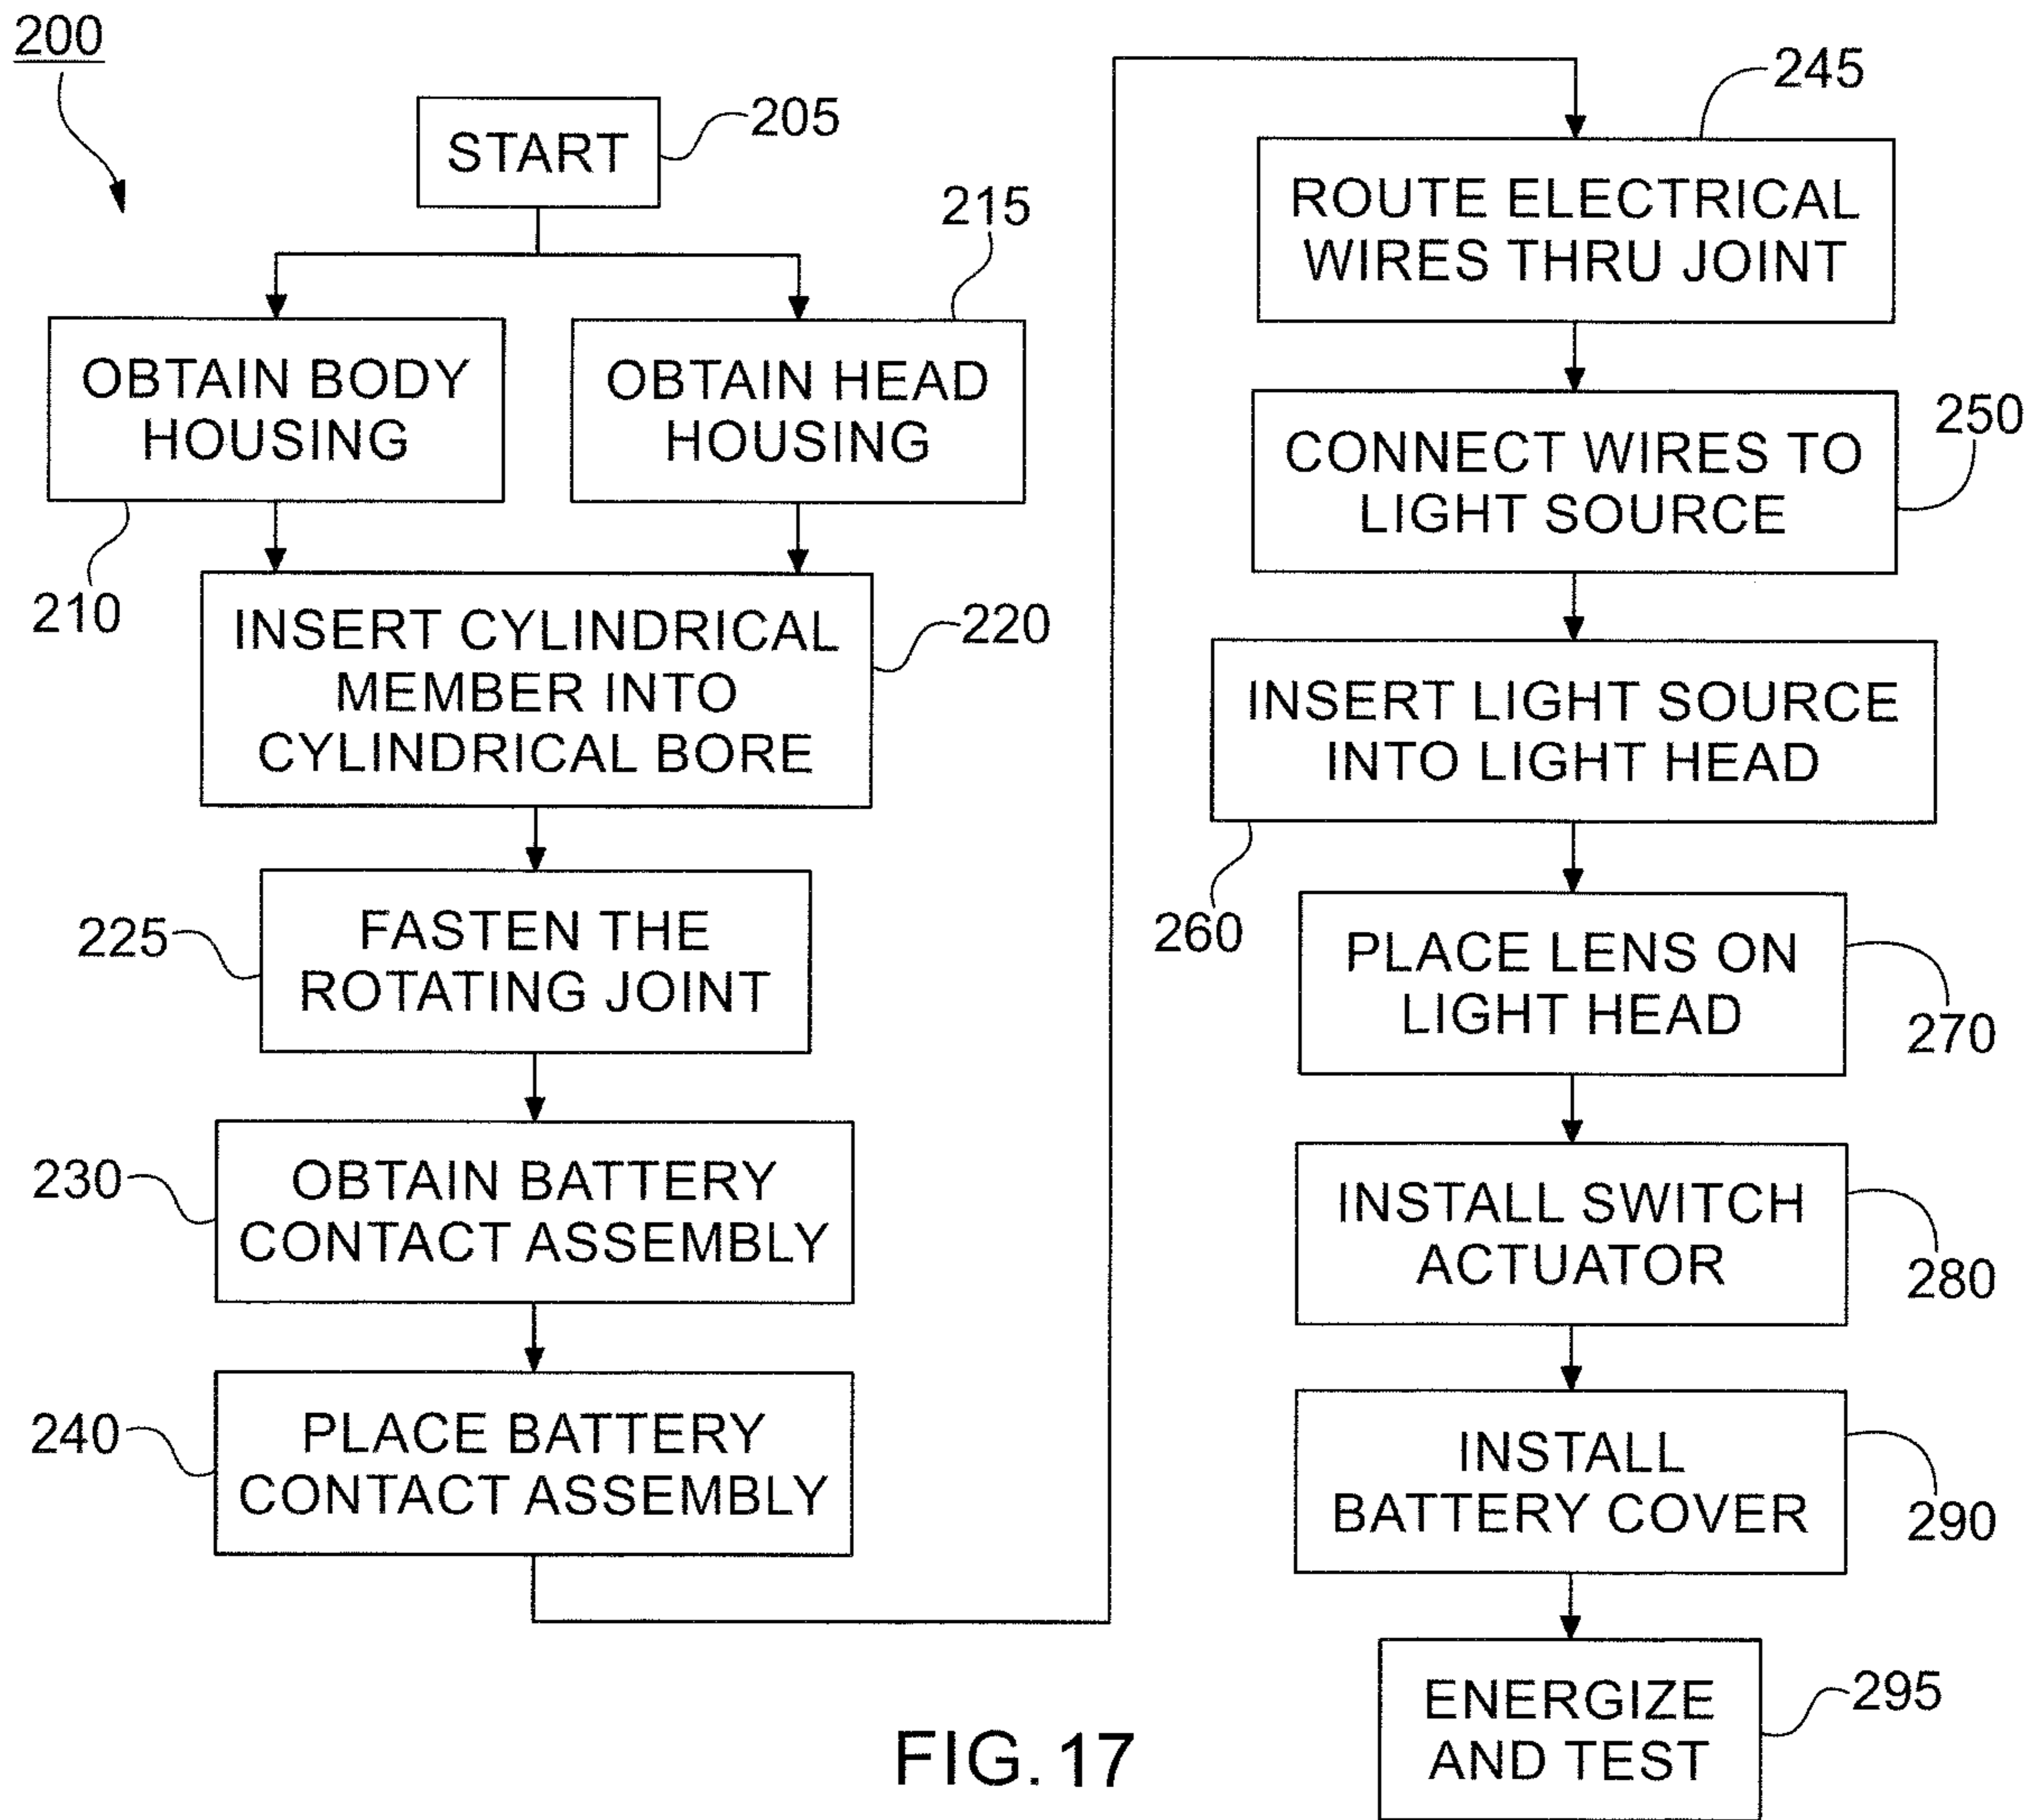 200
START
205
215
OBTAIN BODY
HOUSING
210
OBTAIN HEAD
HOUSING
INSERT CYLINDRICAL
MEMBER INTO
CYLINDRICAL BORE
220
FASTEN THE
ROTATING JOINT
225
OBTAIN BATTERY
CONTACT ASSEMBLY
230
PLACE BATTERY
CONTACT ASSEMBLY
240
245
ROUTE ELECTRICAL
WIRES THRU JOINT
CONNECT WIRES TO
LIGHT SOURCE
250
INSERT LIGHT SOURCE
INTO LIGHT HEAD
260
PLACE LENS ON
LIGHT HEAD
270
INSTALL SWITCH
ACTUATOR
280
INSTALL
BATTERY COVER
290
ENERGIZE
AND TEST
295
FIG. 17